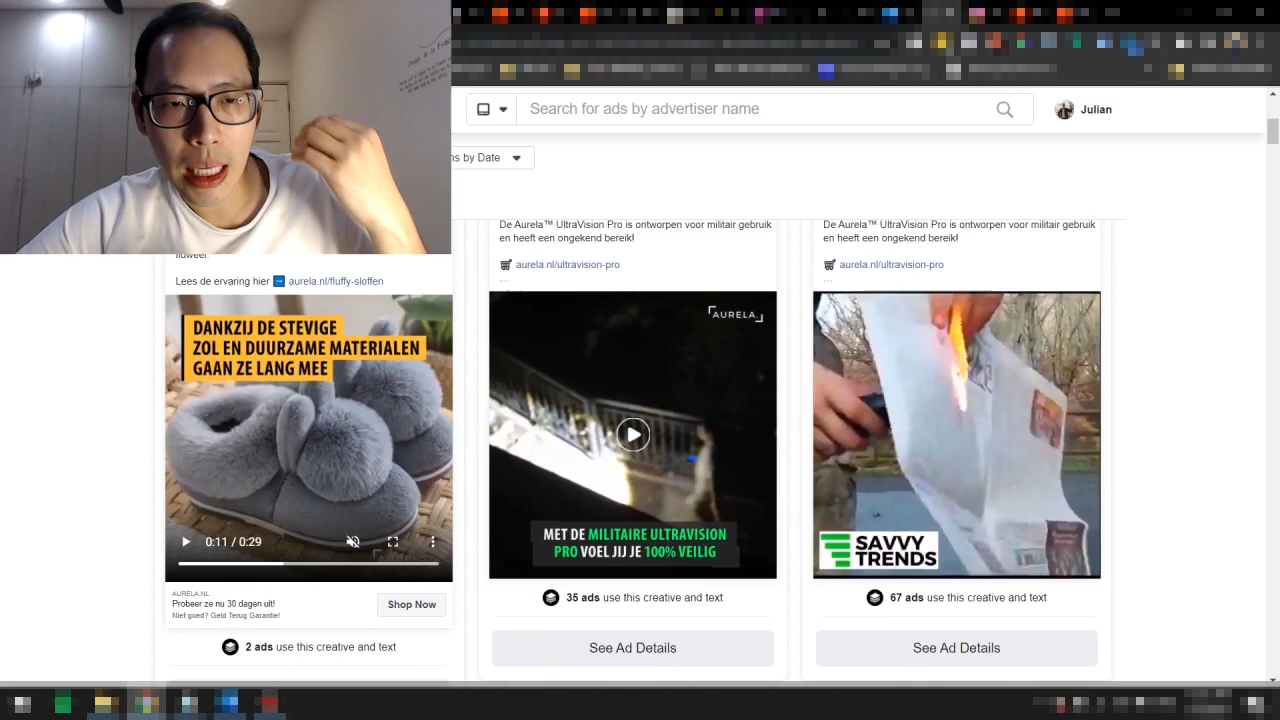 Search for ads by advertiser name
Julian
ns by Date
De Aurela™ UltraVision Pro is ontworpen voor militair gebruik
en heeft een ongekend bereik!
aurela.nl/ultravision-pro
...
De Aurela™ UltraVision Pro is ontworpen voor militair gebruik
en heeft een ongekend bereik!
aurela.nl/ultravision-pro
...
Lees de ervaring hier aurela.nl/fluffy-sloffen
DANKZIJ DE STEVIGE
ZOL EN DUURZAME MATERIALEN
GAAN ZE LANG MEE
0:11 / 0:29
AURELA.NL
Probeer ze nu 30 dagen uit!
Niet goed? Geld Terug Garantie!
Shop Now
2 ads use this creative and text
AURELA
MET DE MILITAIRE ULTRAVISION
PRO VOEL JIJ JE 100% VEILIG
35 ads use this creative and text
See Ad Details
SAVVY
TRENDS
67 ads use this creative and text
See Ad Details